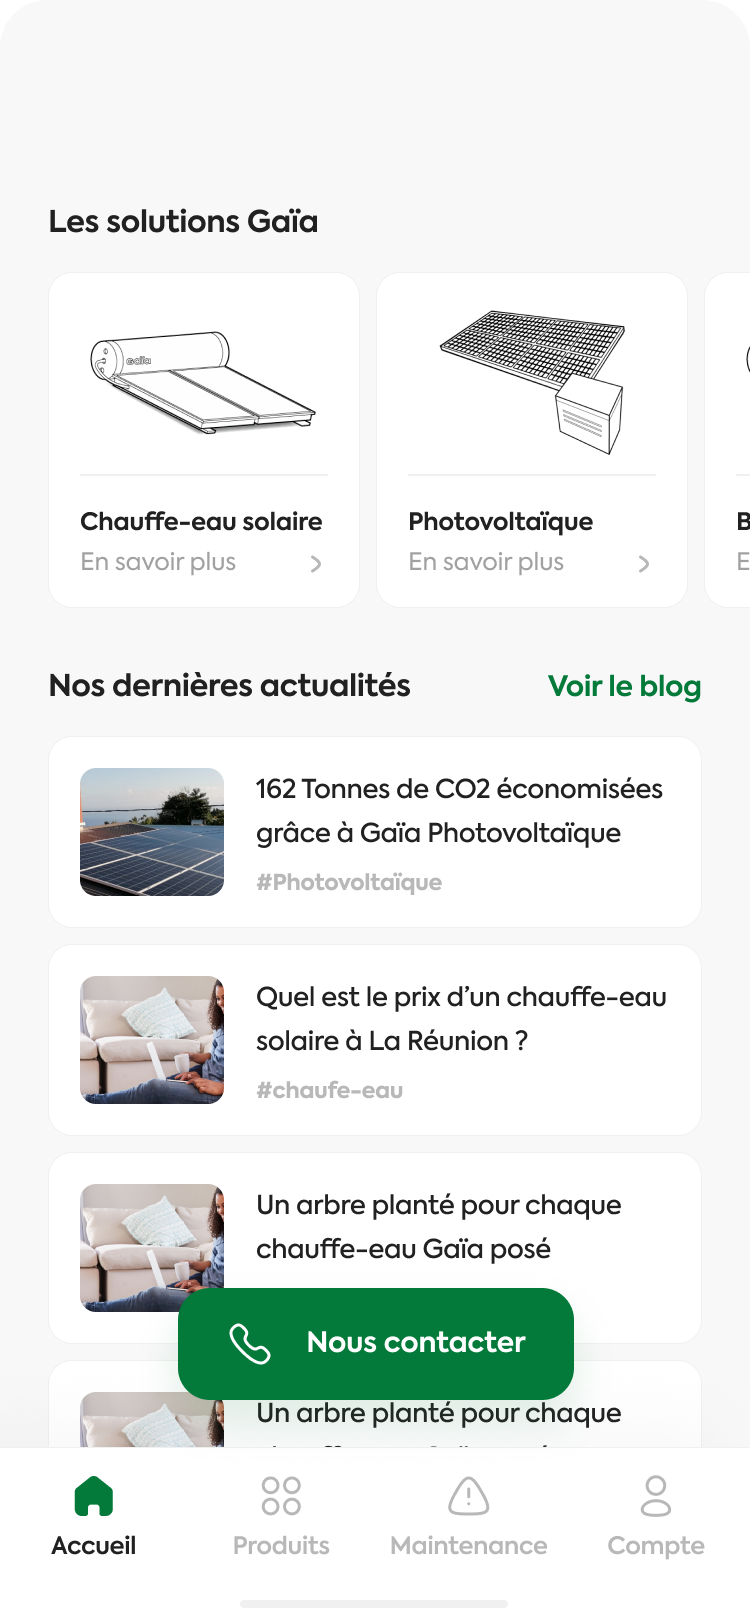 Les solutions Gaïa
Gaïa
Chauffe-eau solaire
En savoir plus
Photovoltaïque
En savoir plus
B
E
Nos dernières actualités
Voir le blog
162 Tonnes de CO2 économisées
grâce à Gaïa Photovoltaïque
#Photovoltaïque
Quel est le prix d’un chauffe-eau
solaire à La Réunion ?
#chaufe-eau
Un arbre planté pour chaque
chauffe-eau Gaïa posé
Nous contacter
Un arbre planté pour chaque
Accueil
Produits
Maintenance
Compte